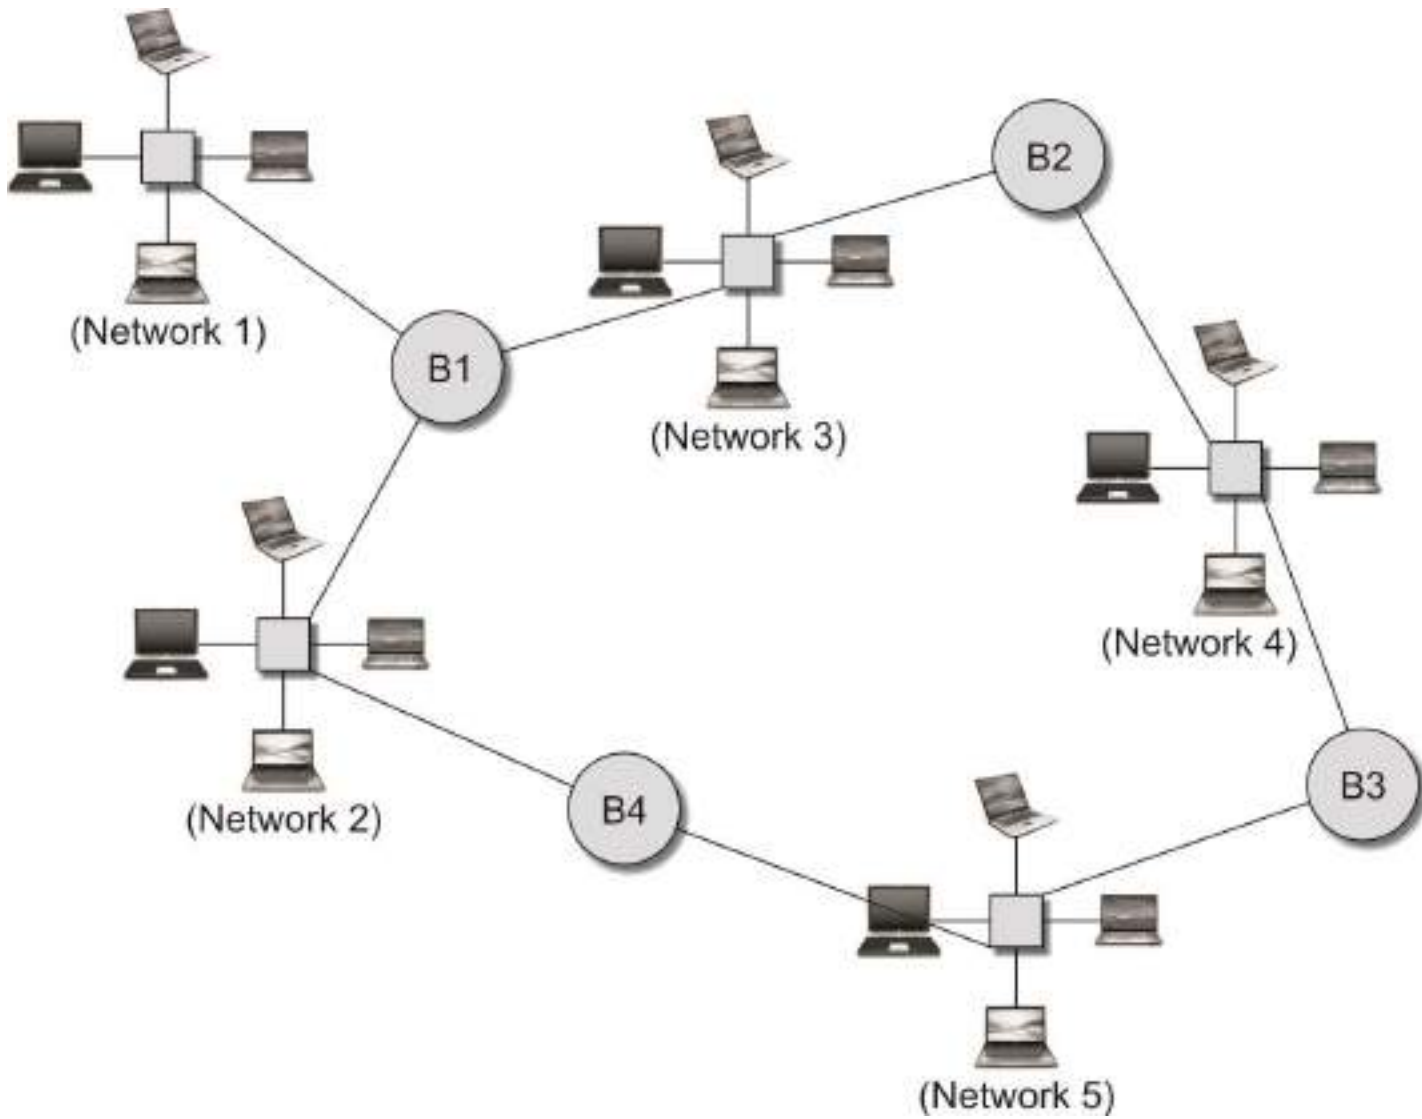 B2
(Network 1)
B1
(Network 3)
(Network 4)
B3
(Network 2)
B4
(Network 5)